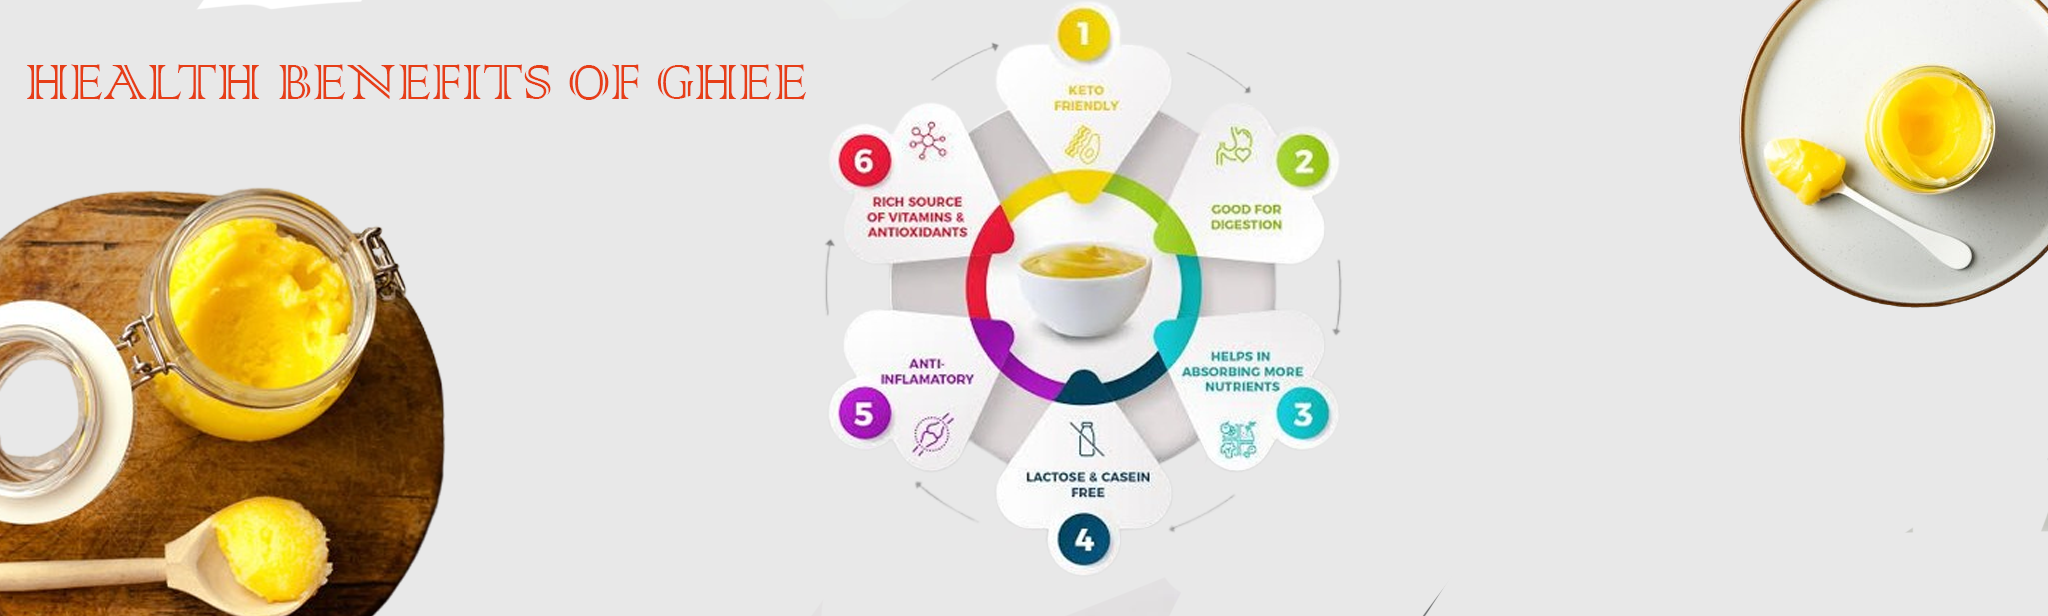 HEALTH BENEFITS OF GHEE
1
KETO
FRIENDLY
2
GOOD FOR
DIGESTION
HELPS IN
ABSORBING MORE
NUTRIENTS
3
LACTOSE & CASEIN
FREE
4
ANTI-
INFLAMATORY
5
6
RICH SOURCE
OF VITAMINS &
ANTIOXIDANTS